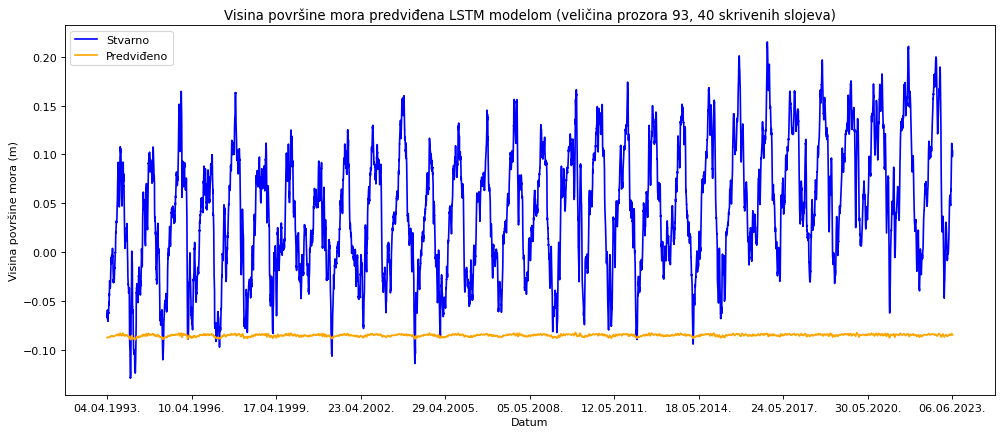 Visina površine mora predviđena LSTM modelom (veličina prozora 93, 40 skrivenih slojeva)
Stvarno
Predviđeno
Visina površine mora (m)
0.20
0.15
0.10
0.05
0.00
−0.05
−0.10
04.04.1993. 10.04.1996. 17.04.1999. 23.04.2002. 29.04.2005. 05.05.2008. 12.05.2011. 18.05.2014. 24.05.2017. 30.05.2020. 06.06.2023.
Datum